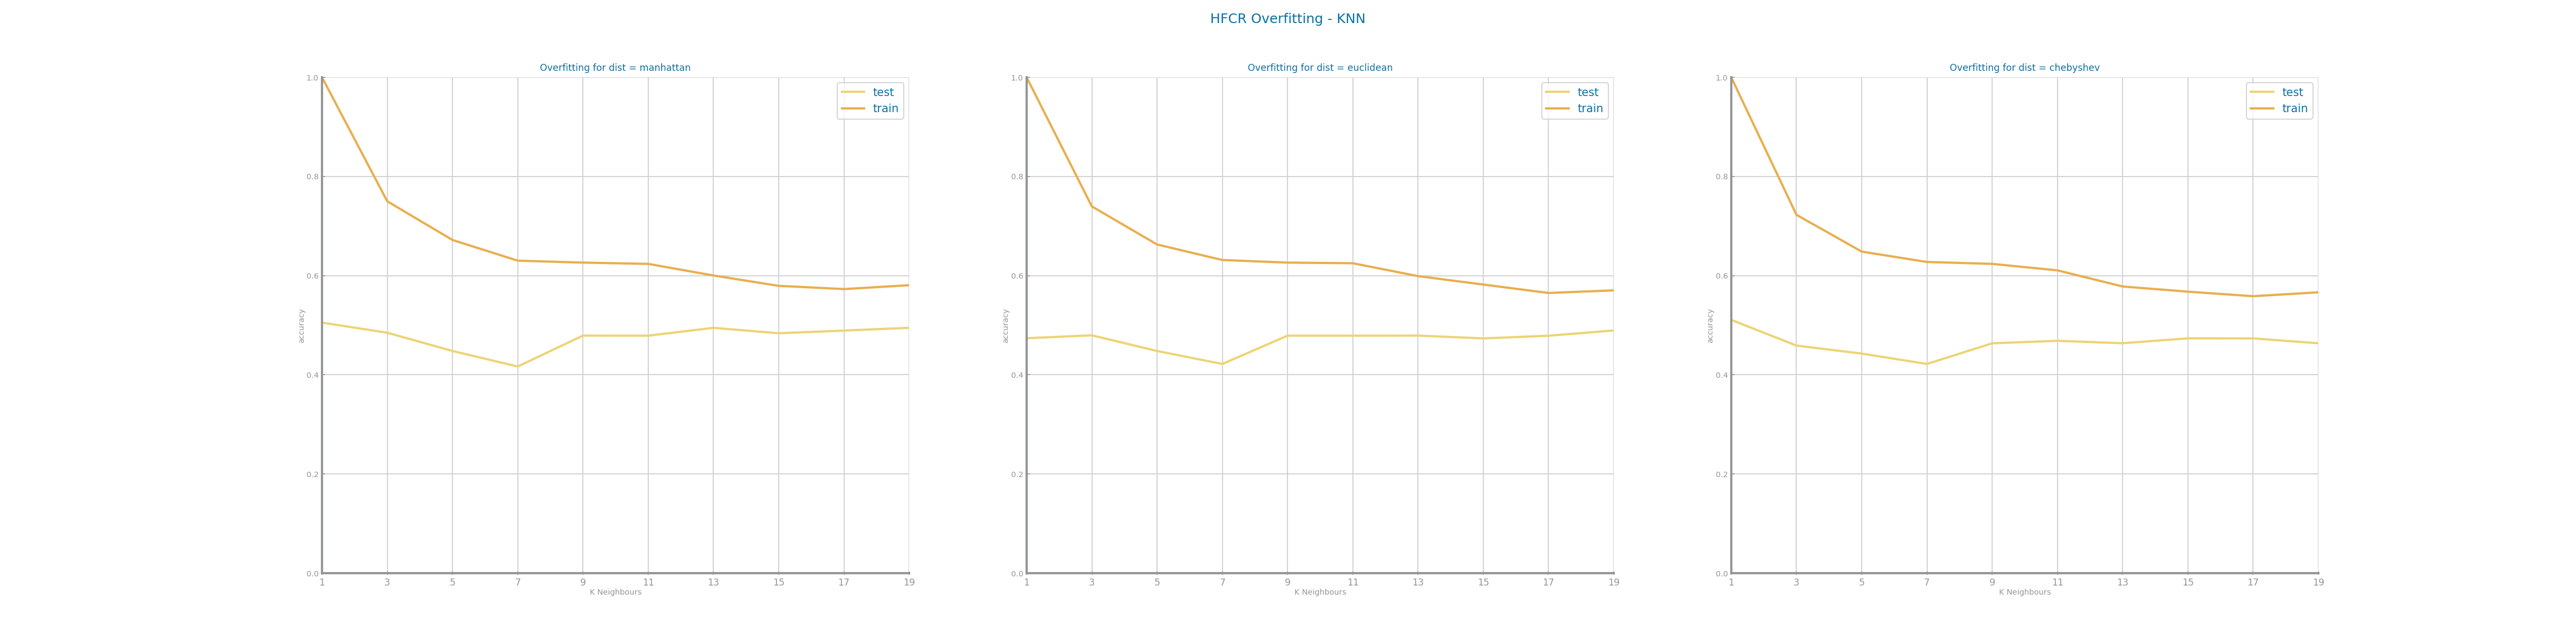 HFCR Overfitting - KNN
Overfitting for dist = manhattan
1.0
0.8
0.6
0.4
0.2
0.0
accuracy
test
train
1 3 5 7 9 11 13 15 17 19
K Neighbours
Overfitting for dist = euclidean
1.0
0.8
0.6
0.4
0.2
0.0
accuracy
test
train
1 3 5 7 9 11 13 15 17 19
K Neighbours
Overfitting for dist = chebyshev
1.0
0.8
0.6
0.4
0.2
0.0
accuracy
test
train
1 3 5 7 9 11 13 15 17 19
K Neighbours